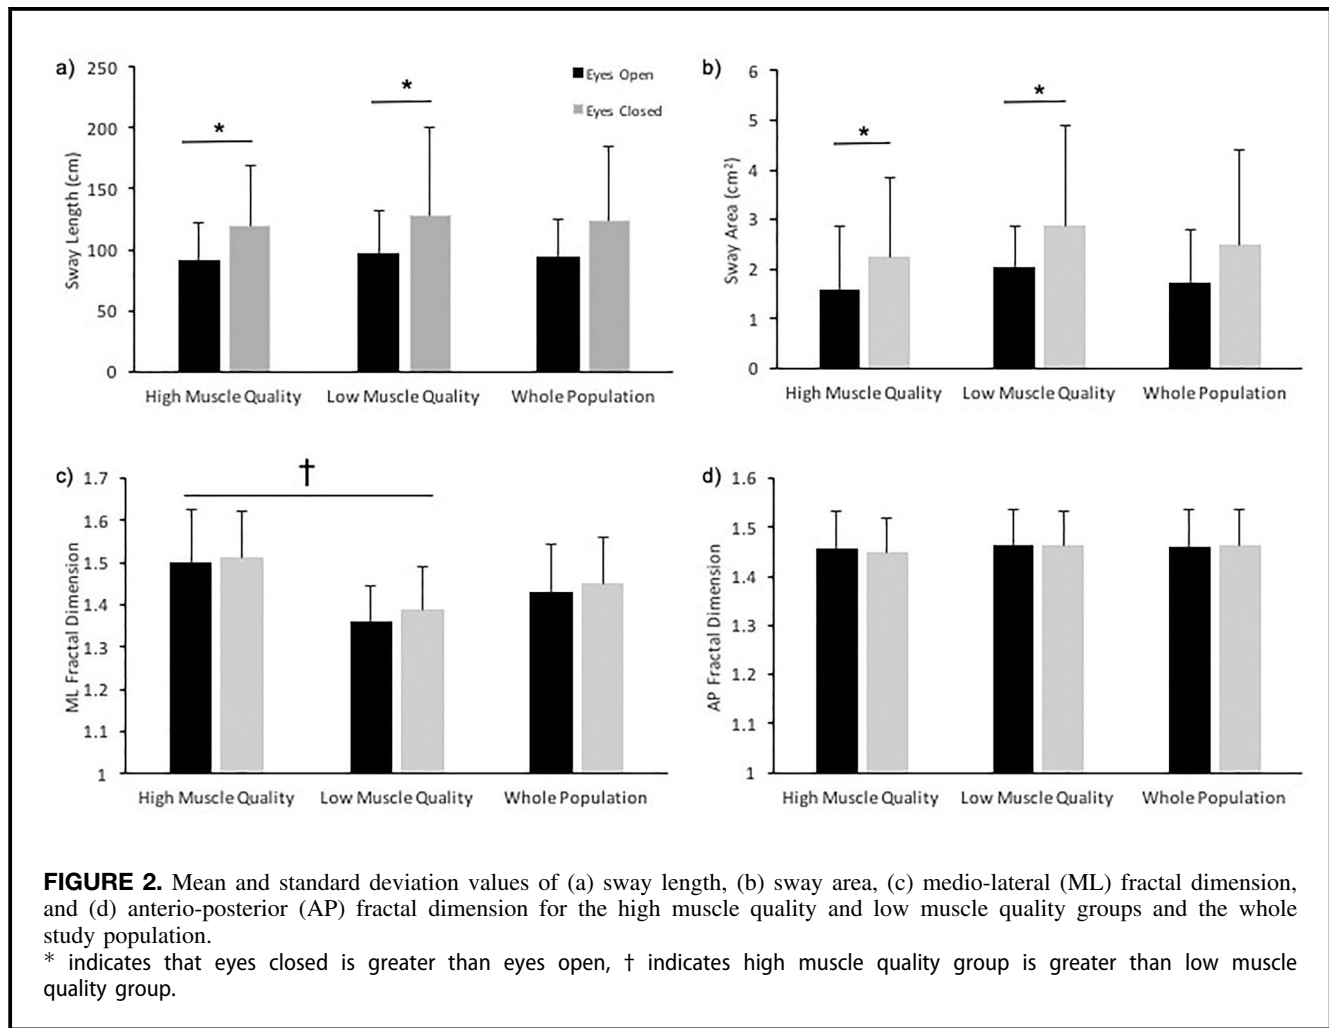 a)
250
200
150
100
50
0
Sway Length (cm)
*
*
Eyes Open
Eyes Closed
High Muscle Quality Low Muscle Quality Whole Population
b)
6
5
4
3
2
1
0
Sway Area (cm²)
*
*
High Muscle Quality Low Muscle Quality Whole Population
c)
1.7
1.6
1.5
1.4
1.3
1.2
1.1
1
ML Fractal Dimension
†
High Muscle Quality Low Muscle Quality Whole Population
d)
1.6
1.5
1.4
1.3
1.2
1.1
1
AP Fractal Dimension
High Muscle Quality Low Muscle Quality Whole Population
FIGURE 2. Mean and standard deviation values of (a) sway length, (b) sway area, (c) medio-lateral (ML) fractal dimension,
and (d) anterio-posterior (AP) fractal dimension for the high muscle quality and low muscle quality groups and the whole
study population.
* indicates that eyes closed is greater than eyes open, † indicates high muscle quality group is greater than low muscle
quality group.